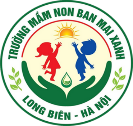 TRƯỜNG MẦM NON BAN MAI XANH
LONG BIÊN - HÀ NỘI